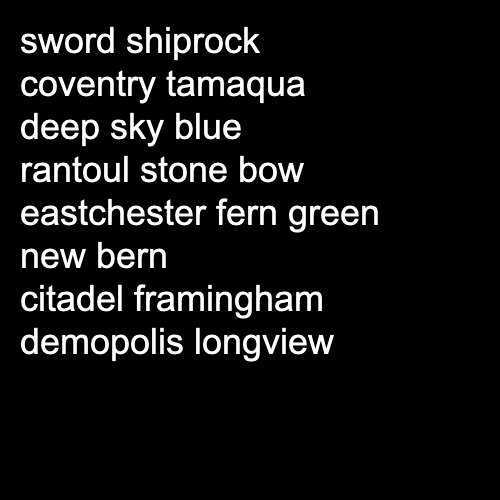 sword shiprock
coventry tamaqua
deep sky blue
rantoul stone bow
eastchester fern green
new bern
citadel framingham
demopolis longview